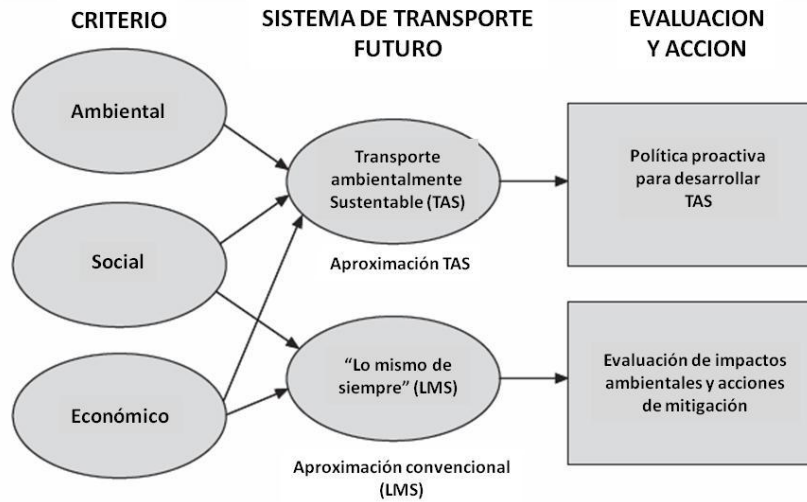 CRITERIO
SISTEMA DE TRANSPORTE
FUTURO
EVALUACION
Y ACCION
Ambiental
Social
Económico
Transporte
ambientalmente
Sustentable (TAS)
Aproximación TAS
“Lo mismo de
siempre” (LMS)
Aproximación convencional
(LMS)
Política proactiva
para desarrollar
TAS
Evaluación de impactos
ambientales y acciones
de mitigación